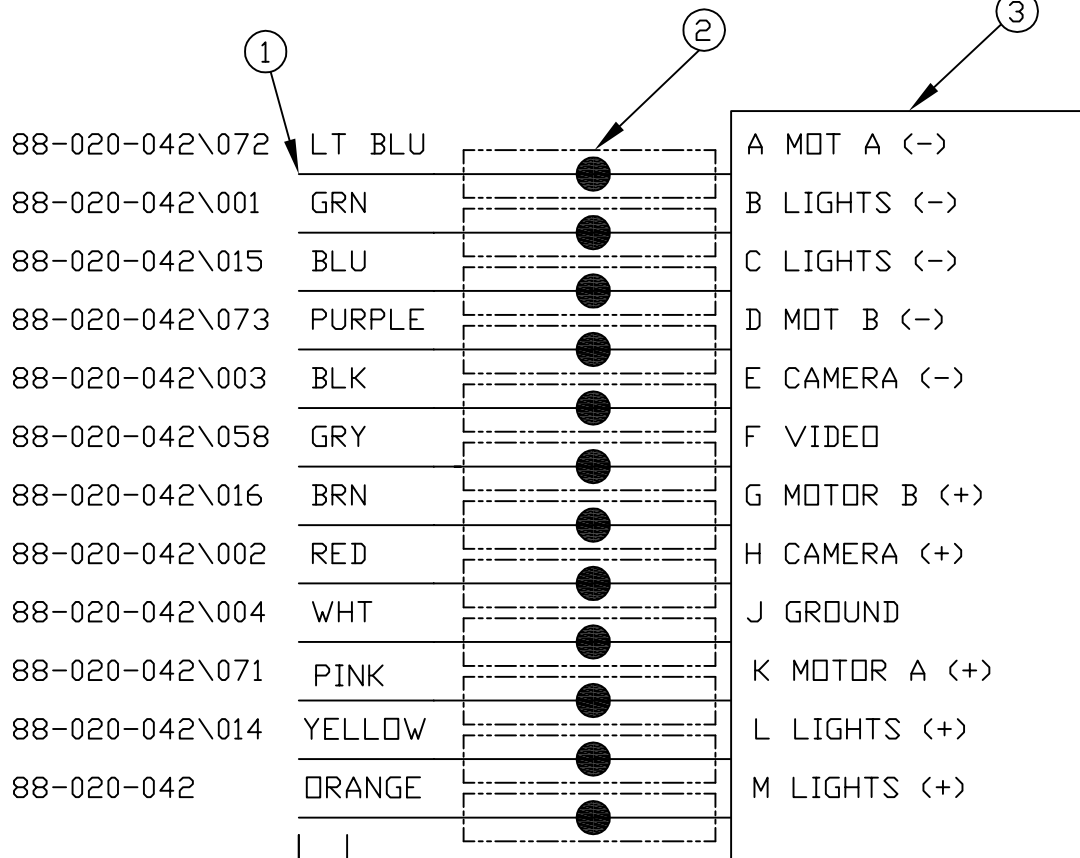 1 2 3
88-020-042\072 LT BLU A MOT A (-)
88-020-042\001 GRN B LIGHTS (-)
88-020-042\015 BLU C LIGHTS (-)
88-020-042\073 PURPLE D MOT B (-)
88-020-042\003 BLK E CAMERA (-)
88-020-042\058 GRY F VIDEO
88-020-042\016 BRN G MOTOR B (+)
88-020-042\002 RED H CAMERA (+)
88-020-042\004 WHT J GROUND
88-020-042\071 PINK K MOTOR A (+)
88-020-042\014 YELLOW L LIGHTS (+)
88-020-042 ORANGE M LIGHTS (+)